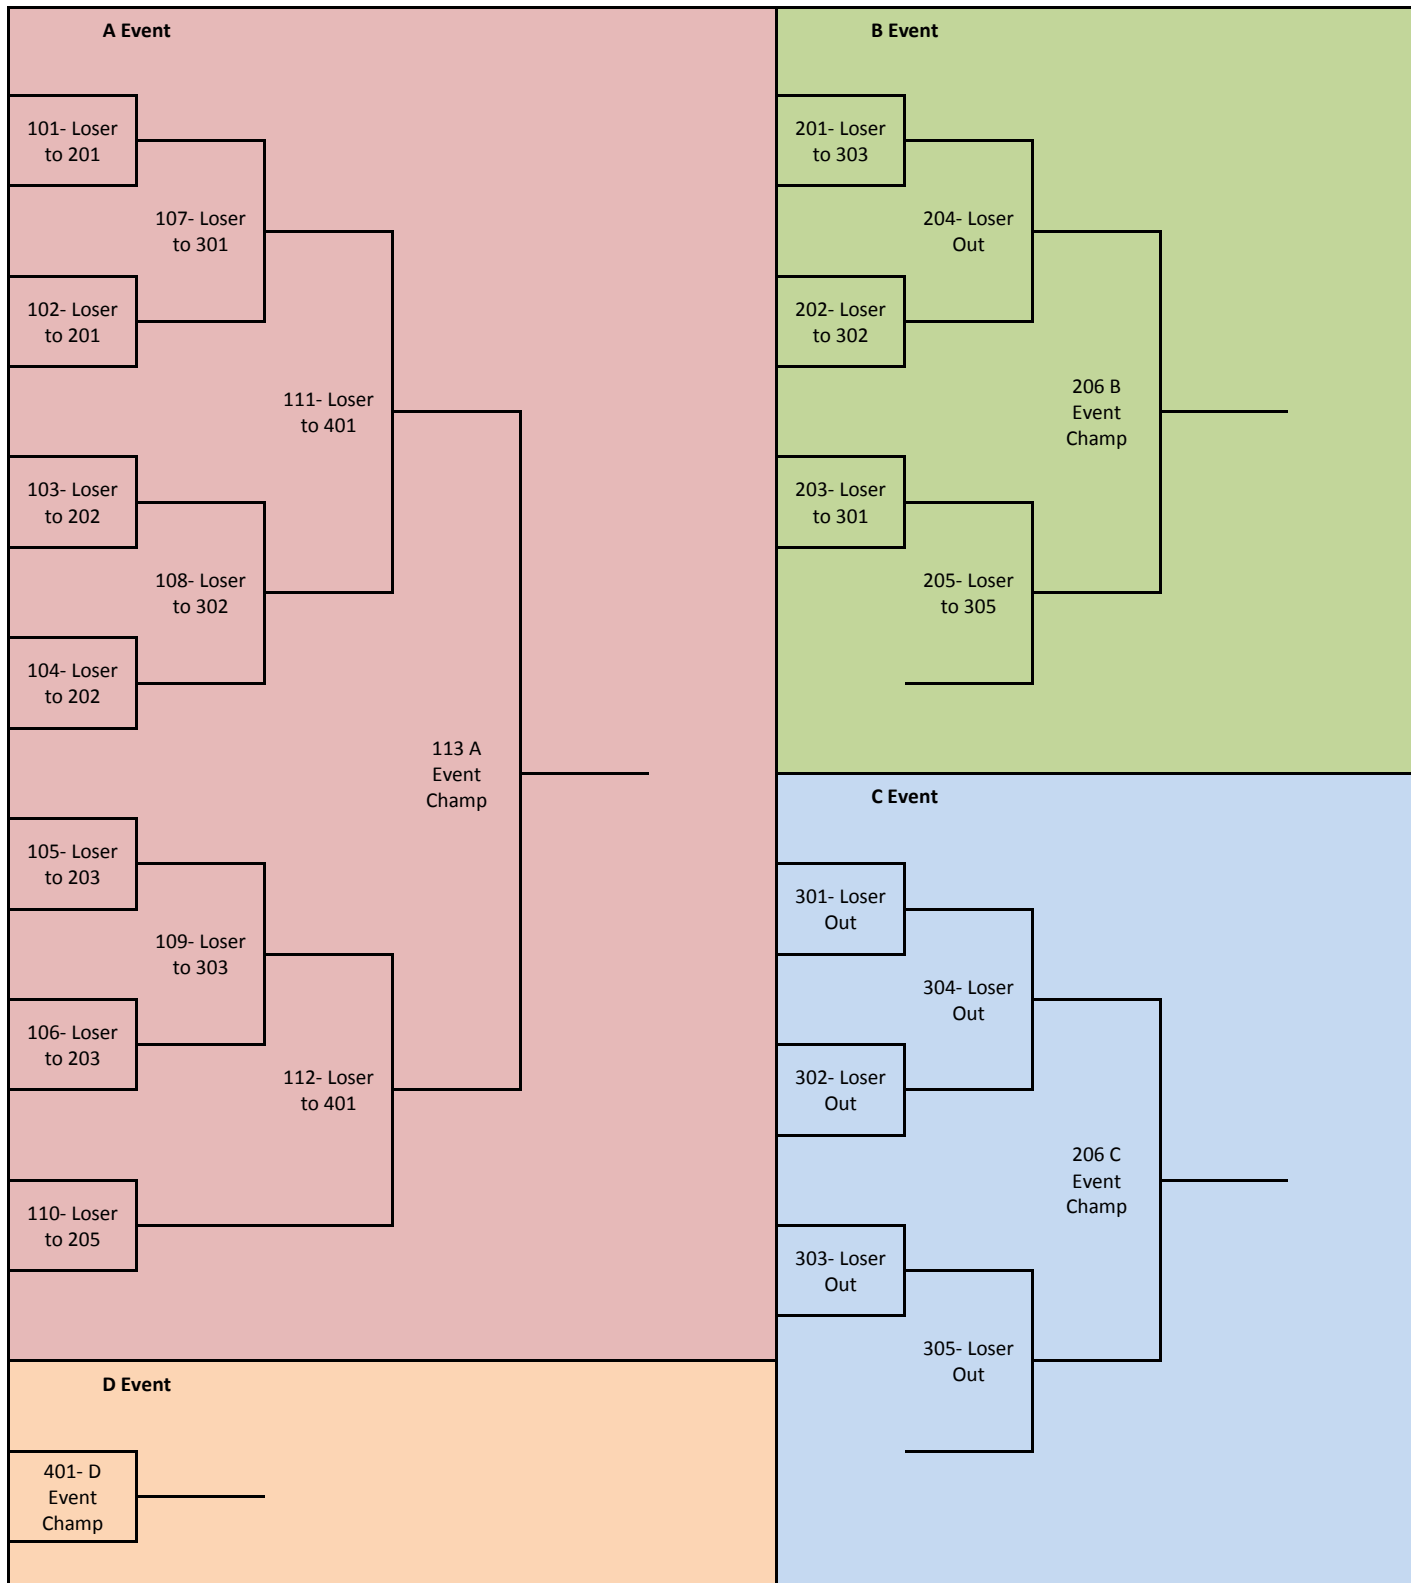 A Event
101- Loser
to 201
107- Loser
to 301
102- Loser
to 201
111- Loser
to 401
103- Loser
to 202
108- Loser
to 302
104- Loser
to 202
113 A
Event
Champ
105- Loser
to 203
109- Loser
to 303
106- Loser
to 203
112- Loser
to 401
110- Loser
to 205
B Event
201- Loser
to 303
204- Loser
Out
202- Loser
to 302
206 B
Event
Champ
203- Loser
to 301
205- Loser
to 305
C Event
301- Loser
Out
304- Loser
Out
302- Loser
Out
206 C
Event
Champ
303- Loser
Out
305- Loser
Out
D Event
401- D
Event
Champ